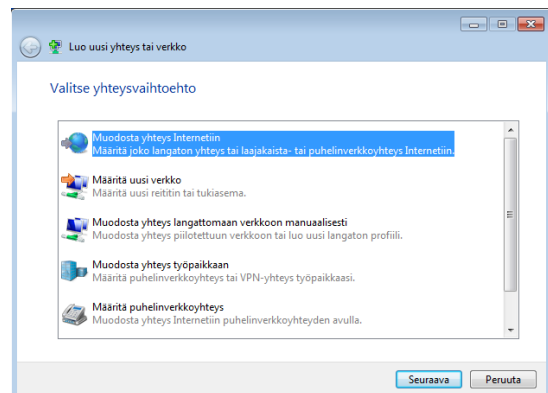 Luo uusi yhteys tai verkko
Valitse yhteysvaihtoehto
Muodosta yhteys Internetiin
Määritä joko langaton yhteys tai laajakaista- tai puhelinverkkoyhteys Internetiin.
Määritä uusi verkko
Määritä uusi reititin tai tukiasema.
Muodosta yhteys langattomaan verkkoon manuaalisesti
Muodosta yhteys piilotettuun verkkoon tai luo uusi langaton profiili.
Muodosta yhteys työpaikkaan
Määritä puhelinverkkoyhteys tai VPN-yhteys työpaikkaasi.
Määritä puhelinverkkoyhteys
Muodosta yhteys Internetiin puhelinverkkoyhteyden avulla.
Seuraava Peruuta